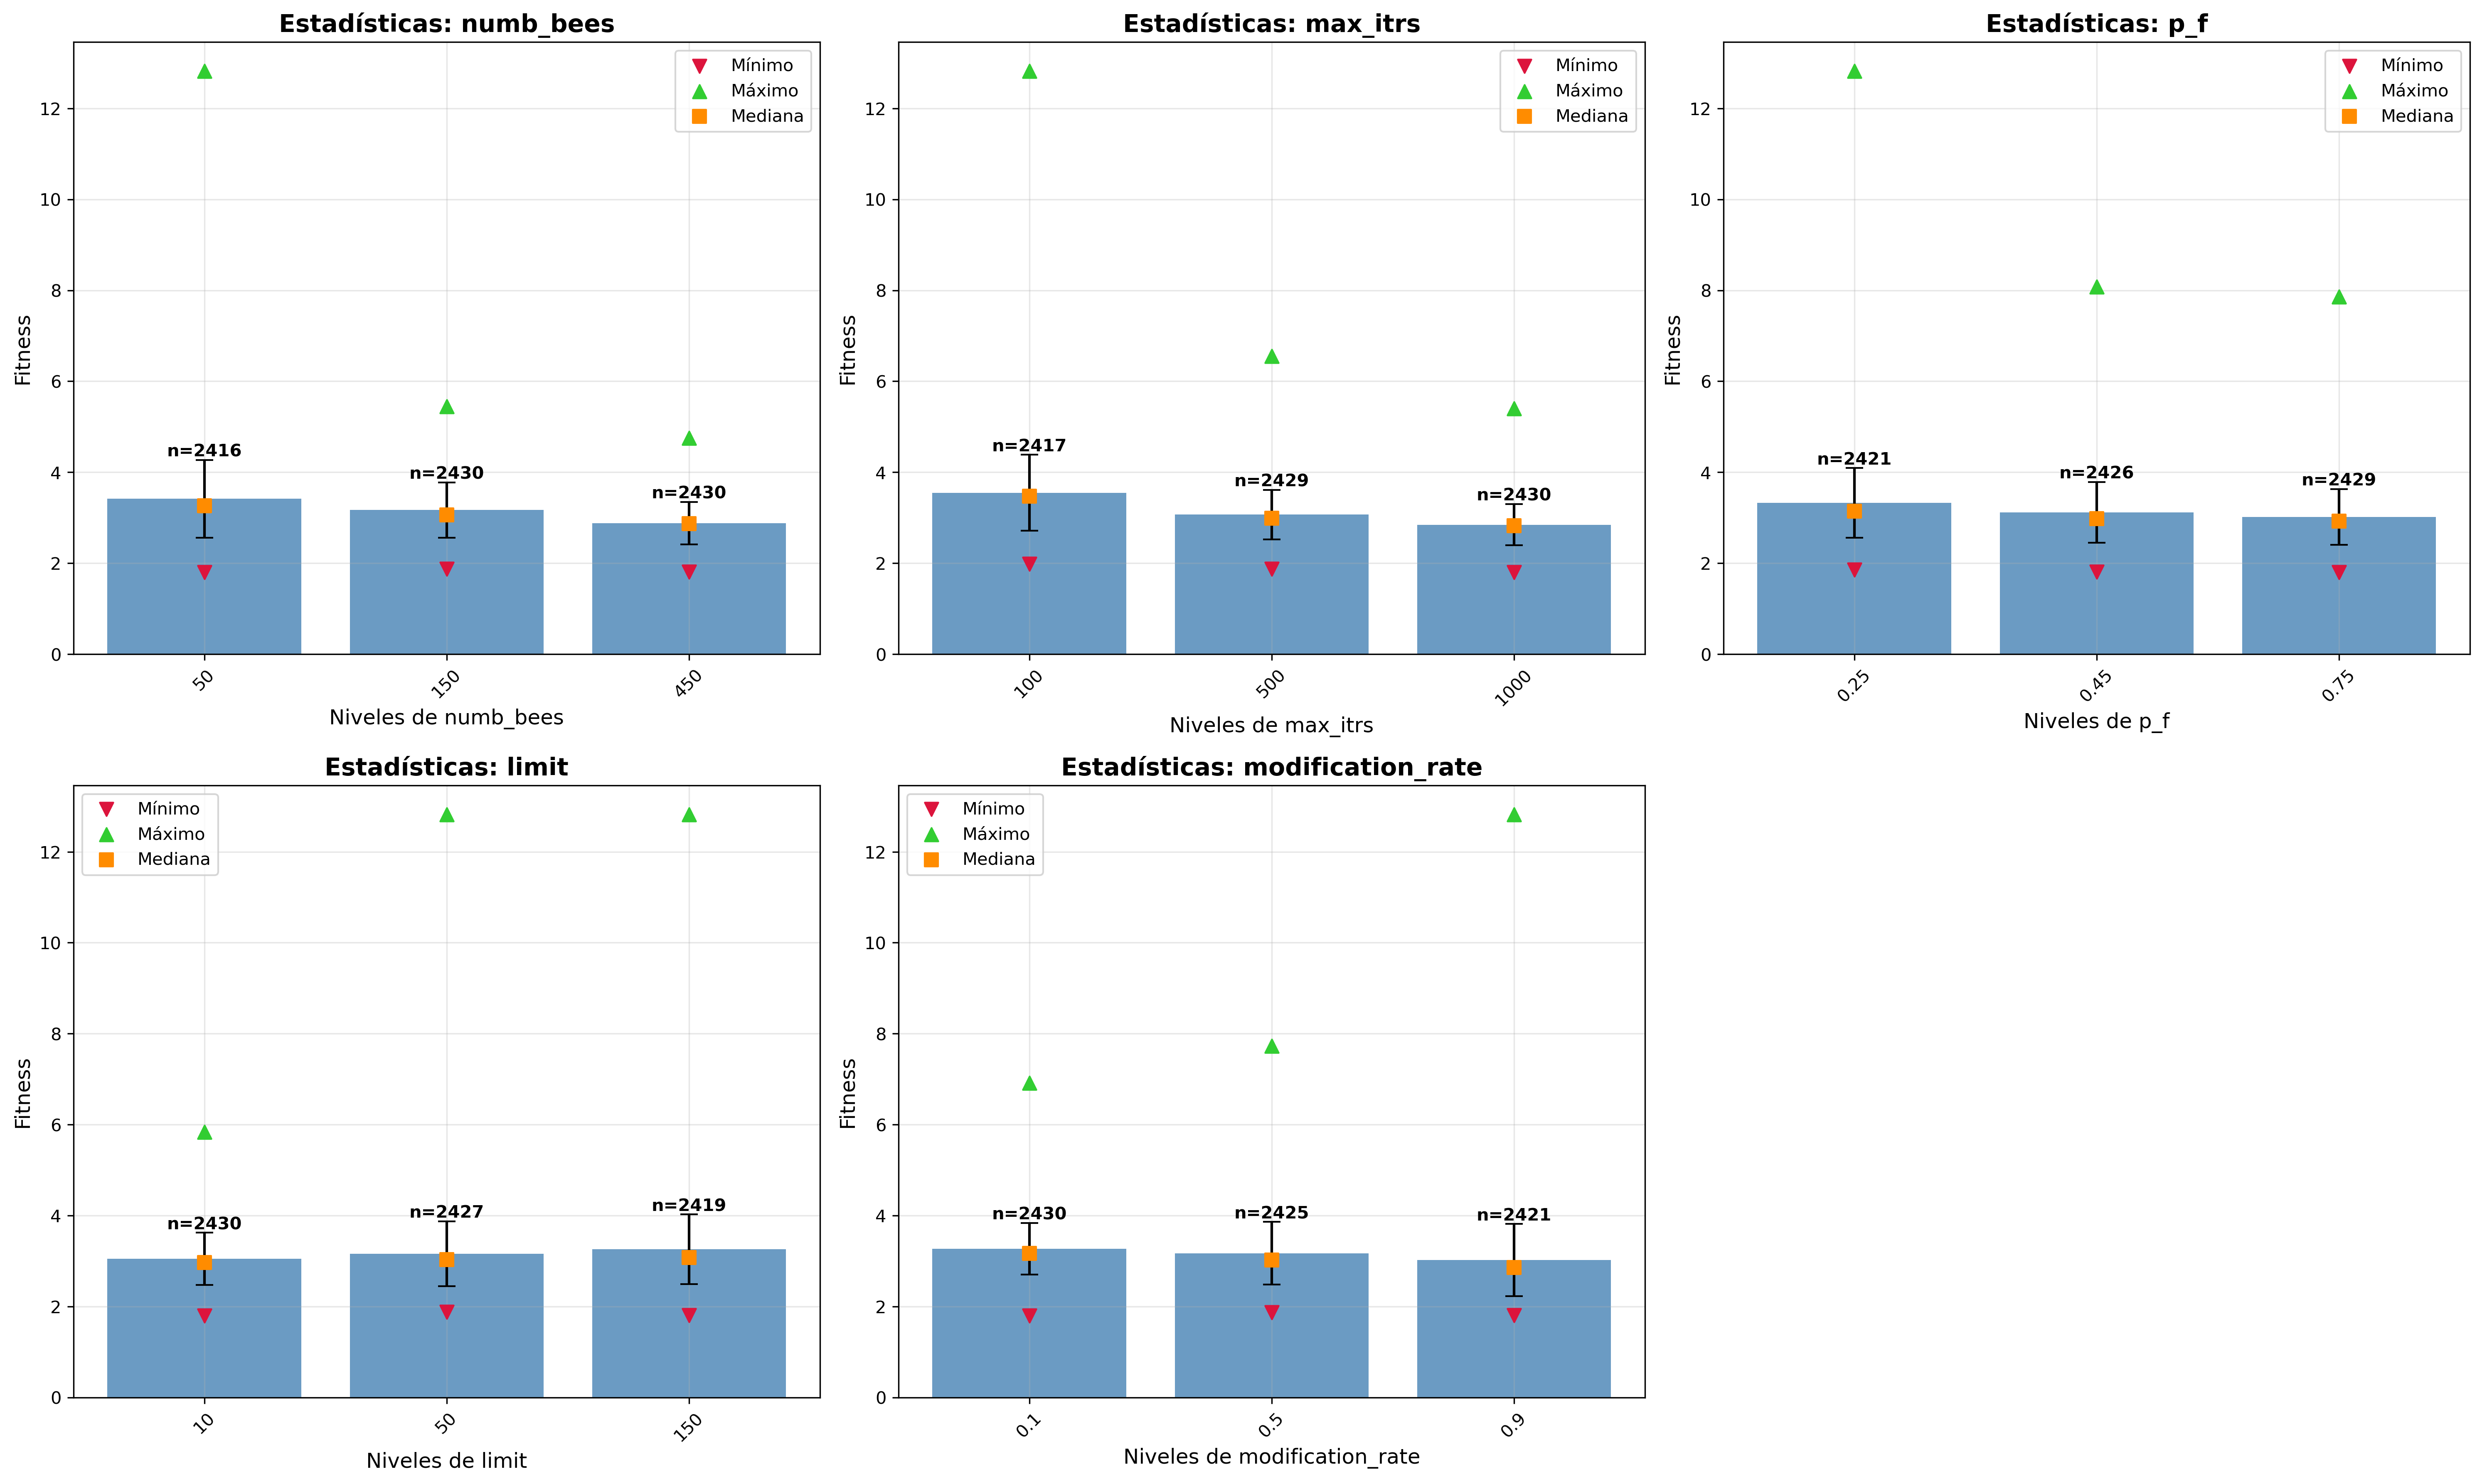 Estadísticas: numb_bees
Fitness
12
10
8
6
4
2
0
Mínimo
Máximo
Mediana
n=2416
n=2430
n=2430
50
150
450
Niveles de numb_bees
Estadísticas: max_itrs
Fitness
12
10
8
6
4
2
0
Mínimo
Máximo
Mediana
n=2417
n=2429
n=2430
100
500
1000
Niveles de max_itrs
Estadísticas: p_f
Fitness
12
10
8
6
4
2
0
Mínimo
Máximo
Mediana
n=2421
n=2426
n=2429
0.25
0.45
0.75
Niveles de p_f
Estadísticas: limit
Fitness
12
10
8
6
4
2
0
Mínimo
Máximo
Mediana
n=2430
n=2427
n=2419
10
50
150
Niveles de limit
Estadísticas: modification_rate
Fitness
12
10
8
6
4
2
0
Mínimo
Máximo
Mediana
n=2430
n=2425
n=2421
0.1
0.5
0.9
Niveles de modification_rate